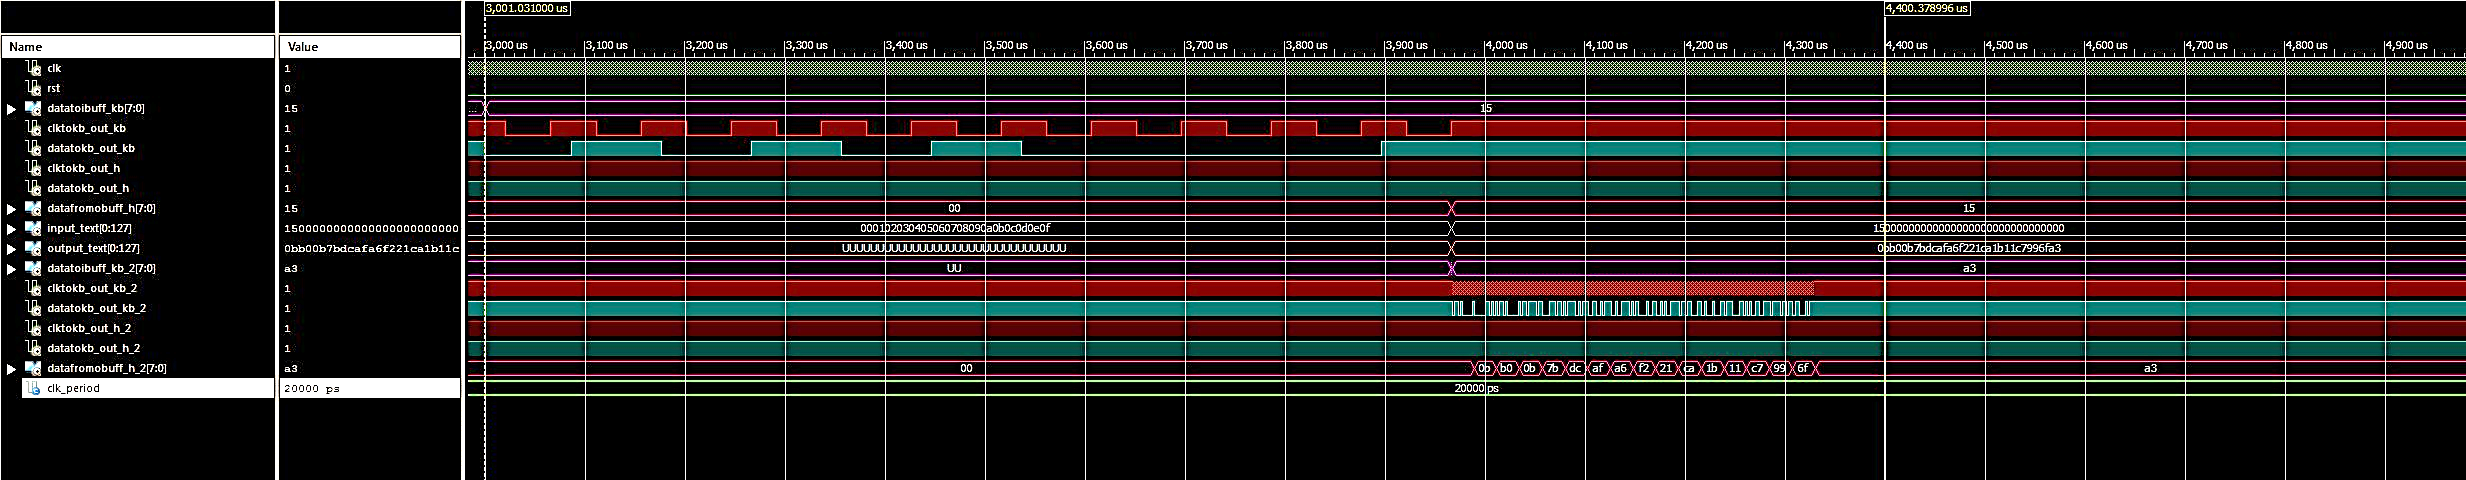 3,001.031000 us 4,400.378996 us
Name Value 3,000 us 3,100 us 3,200 us 3,300 us 3,400 us 3,500 us 3,600 us 3,700 us 3,800 us 3,900 us 4,000 us 4,100 us 4,200 us 4,300 us 4,400 us 4,500 us 4,600 us 4,700 us 4,800 us 4,900 us
clk 1
rst 0
datatoibuff_kb[7:0] 15 ... 15
clktokb_out_kb 1
datatokb_out_kb 1
clktokb_out_h 1
datatokb_out_h 1
datafromobuff_h[7:0] 15 00 15
input_text[0:127] 000102030405060708090a0b0c0d0e0f 15000000000000000000000000000000
output_text[0:127] 0bb00b7bdcafa6f221ca1b11c UUUUUUUUUUUUUUUUUUUUUUUUUUUUUUUU 0bb00b7bdcafa6f221ca1b11c7996fa3
datatoibuff_kb_2[7:0] a3 UU a3
clktokb_out_kb_2 1
datatokb_out_kb_2 1
clktokb_out_h_2 1
datatokb_out_h_2 1
datafromobuff_h_2[7:0] a3 00 0b b0 0b 7b dc af a6 f2 21 ca 1b 11 c7 99 6f a3
clk_period 20000 ps 20000 ps